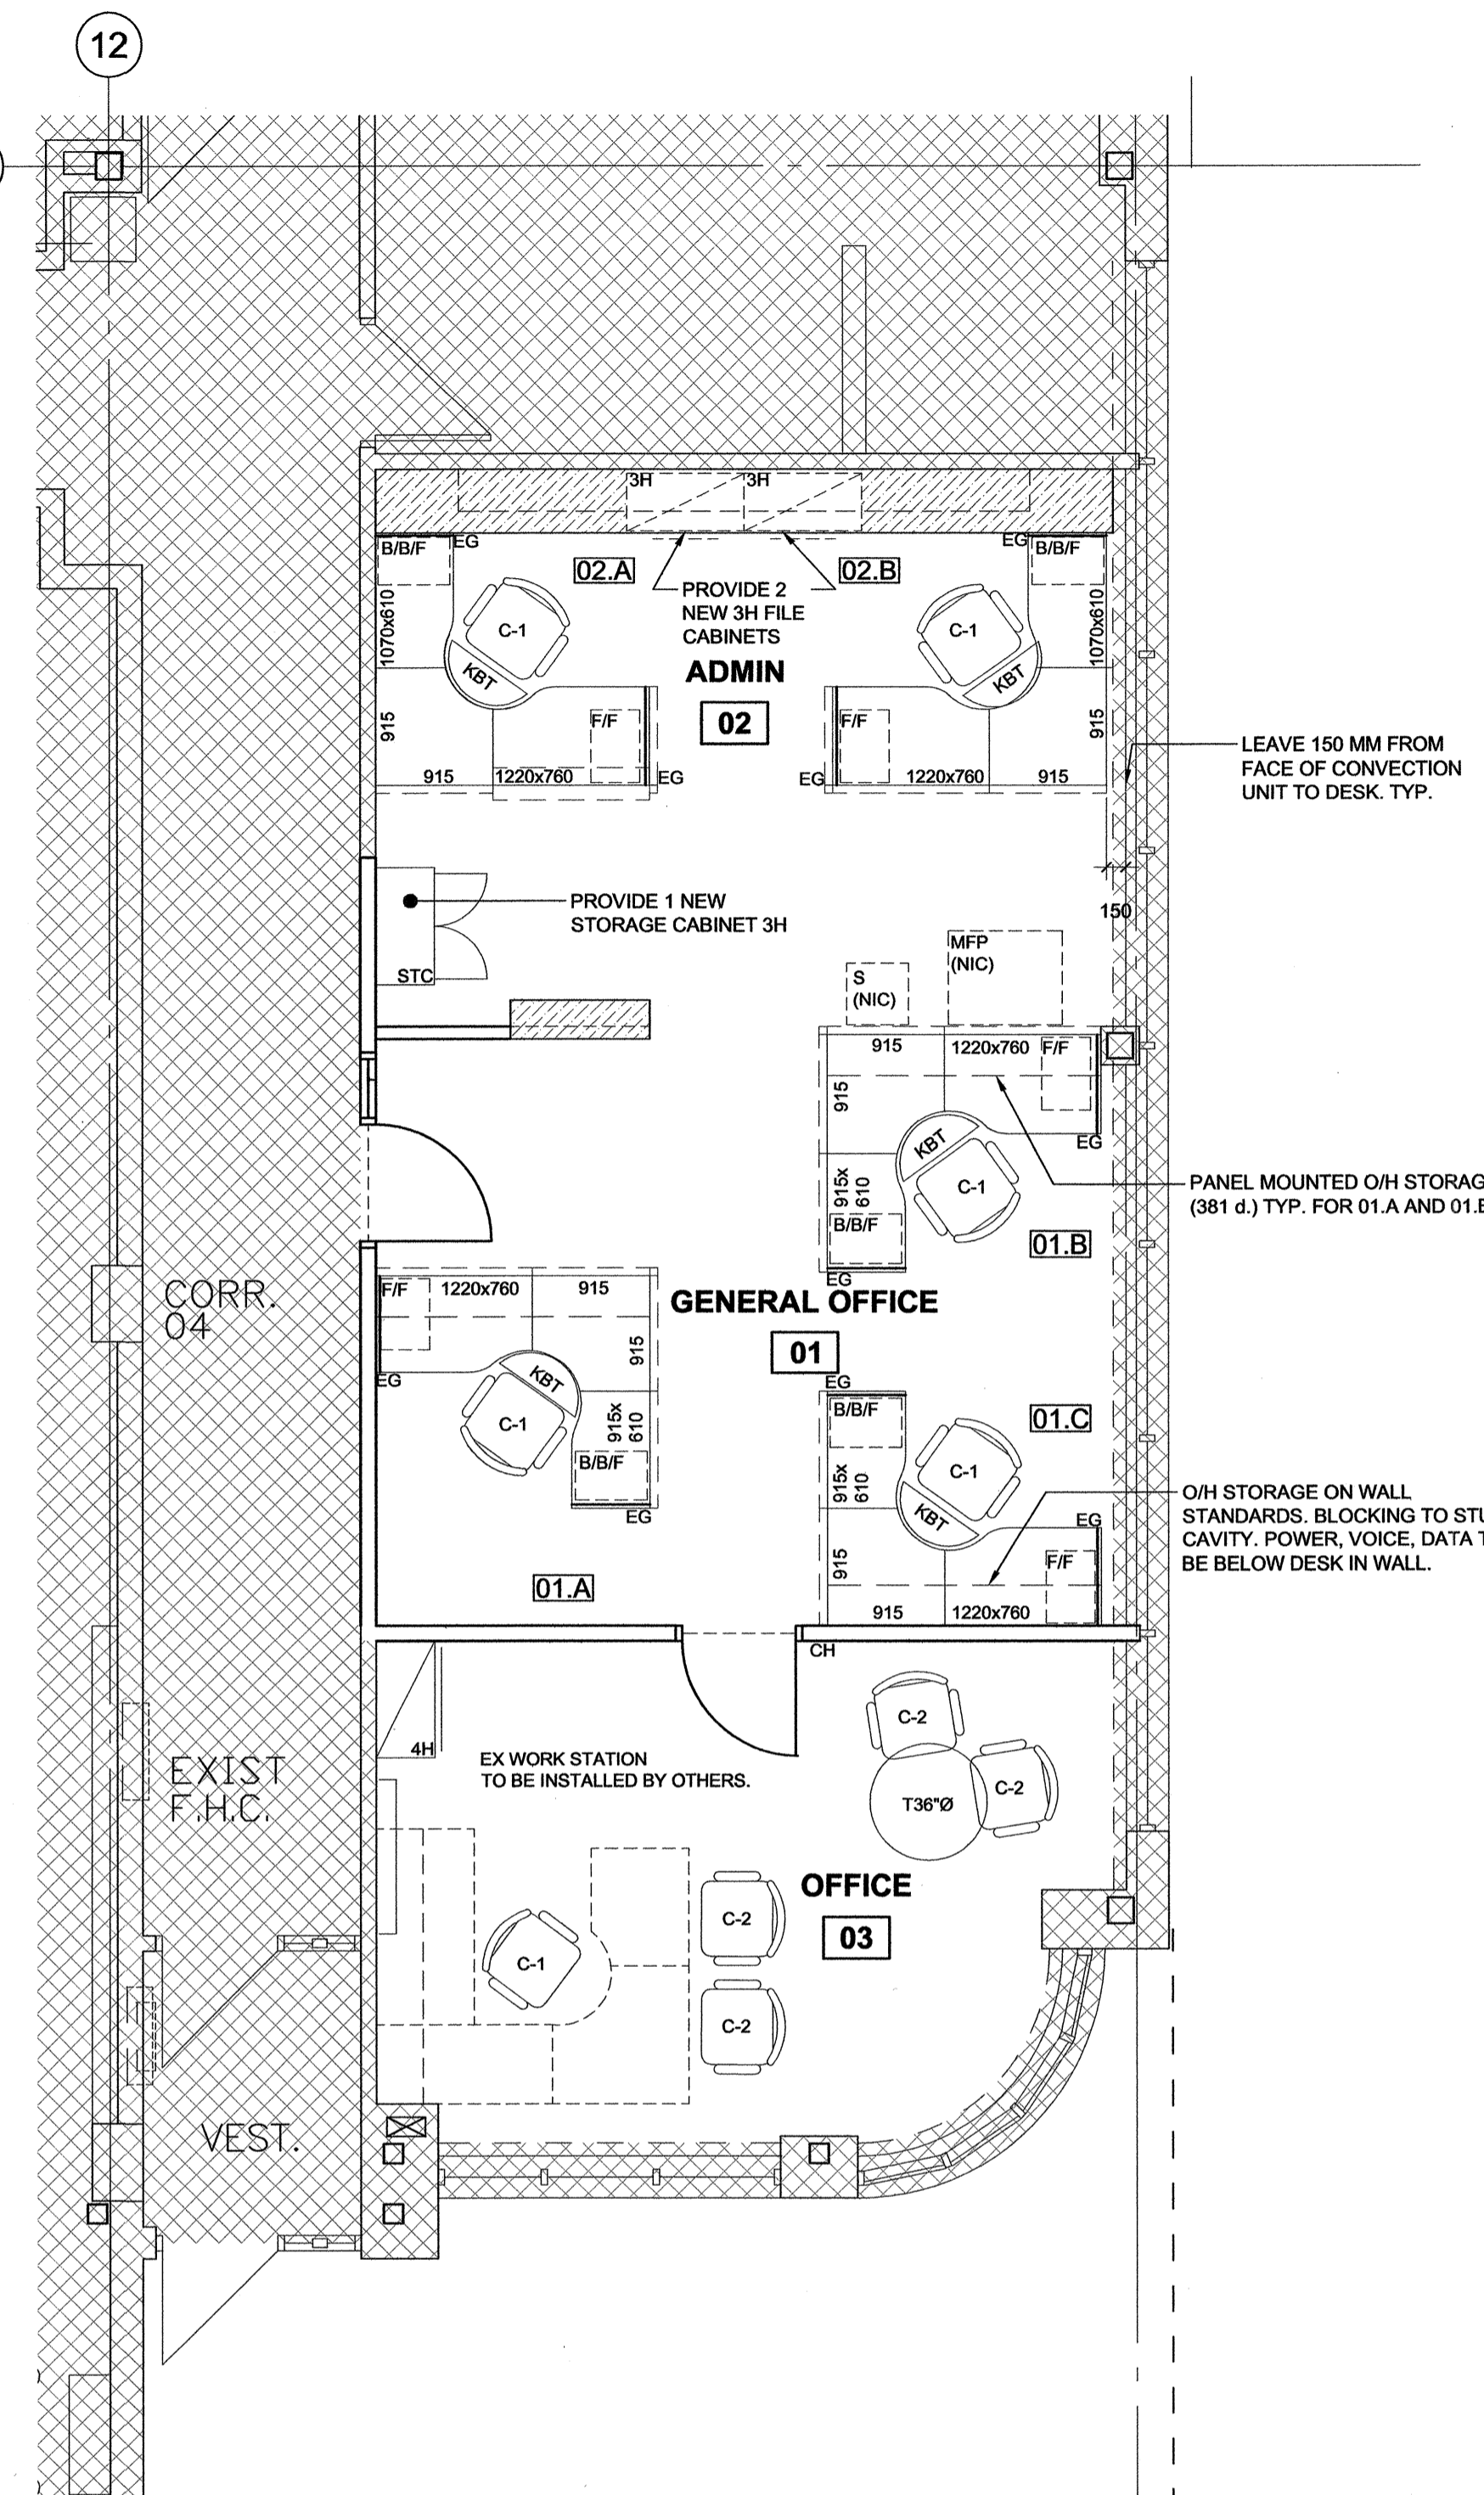 12
3H
3H
B/B/F
EG
EG
B/B/F
02.A
02.B
PROVIDE 2
NEW 3H FILE
CABINETS
1070x610
C-1
C-1
1070x610
KBT
KBT
ADMIN
02
915
F/F
F/F
915
915
1220x760
EG
EG
1220x760
915
LEAVE 150 MM FROM
FACE OF CONVECTION
UNIT TO DESK. TYP.
PROVIDE 1 NEW
STORAGE CABINET 3H
150
STC
S
(NIC)
MFP
(NIC)
915
1220x760
F/F
915
EG
KBT
C-1
915x
610
B/B/F
EG
PANEL MOUNTED O/H STORAG
(381 d.) TYP. FOR 01.A AND 01.B
01.B
CORR.
04
F/F
1220x760
915
GENERAL OFFICE
01
915
EG
KBT
C-1
915x
610
B/B/F
EG
01.A
EG
B/B/F
01.C
915x
610
C-1
KBT
EG
915
F/F
915
1220x760
O/H STORAGE ON WALL
STANDARDS. BLOCKING TO STU
CAVITY. POWER, VOICE, DATA T
BE BELOW DESK IN WALL.
CH
4H
EX WORK STATION
TO BE INSTALLED BY OTHERS.
C-2
C-2
T36"Ø
EXIST
F.H.C.
OFFICE
03
C-2
C-1
C-2
VEST.